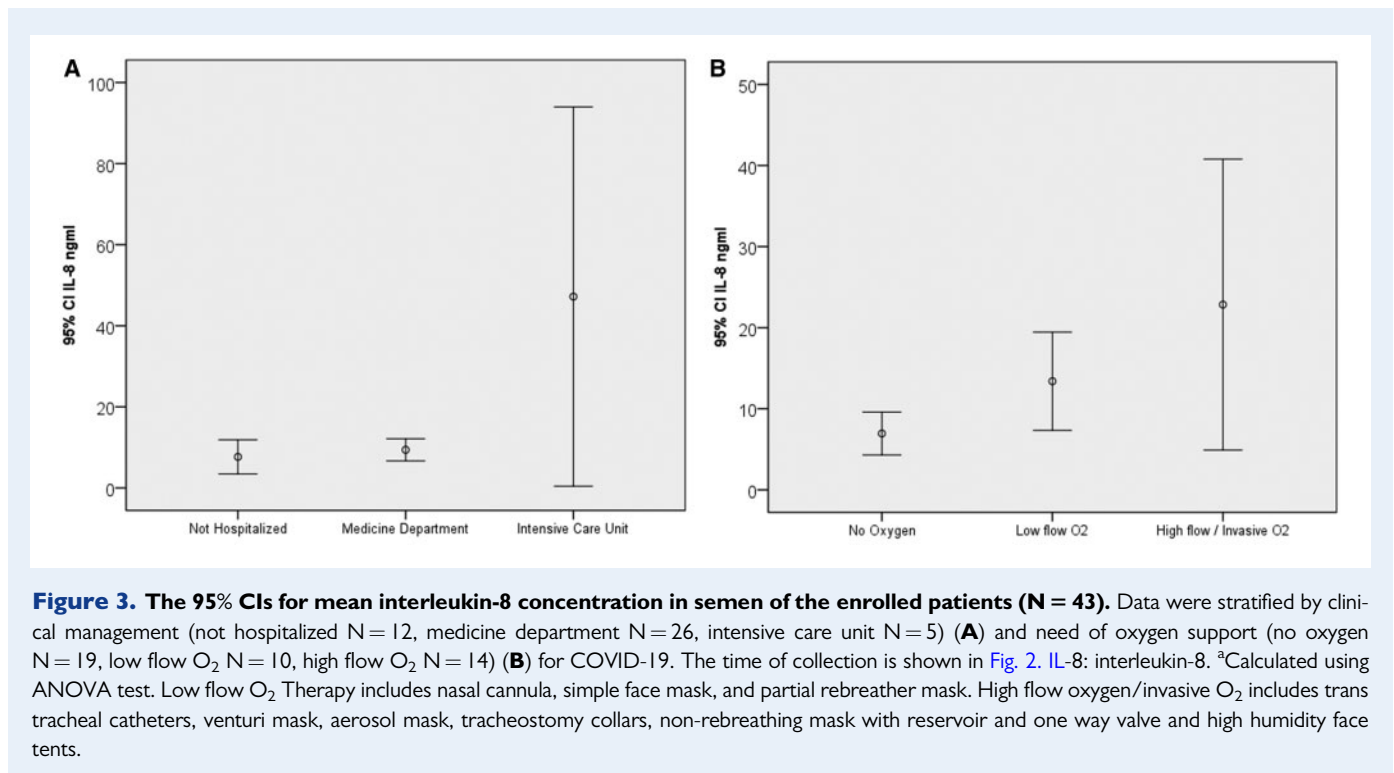 A
100
80
60
40
20
0
95% CI IL-8 ngml
Not Hospitalized
Medicine Department
Intensive Care Unit
B
50
40
30
20
10
0
95% CI IL-8 ngml
No Oxygen
Low flow O2
High flow / Invasive O2
Figure 3. The 95% CIs for mean interleukin-8 concentration in semen of the enrolled patients (N = 43). Data were stratified by clini-
cal management (not hospitalized N = 12, medicine department N = 26, intensive care unit N = 5) (A) and need of oxygen support (no oxygen
N = 19, low flow O₂ N = 10, high flow O₂ N = 14) (B) for COVID-19. The time of collection is shown in Fig. 2. IL-8: interleukin-8. ᵃCalculated using
ANOVA test. Low flow O₂ Therapy includes nasal cannula, simple face mask, and partial rebreather mask. High flow oxygen/invasive O₂ includes trans
tracheal catheters, venturi mask, aerosol mask, tracheostomy collars, non-rebreathing mask with reservoir and one way valve and high humidity face
tents.